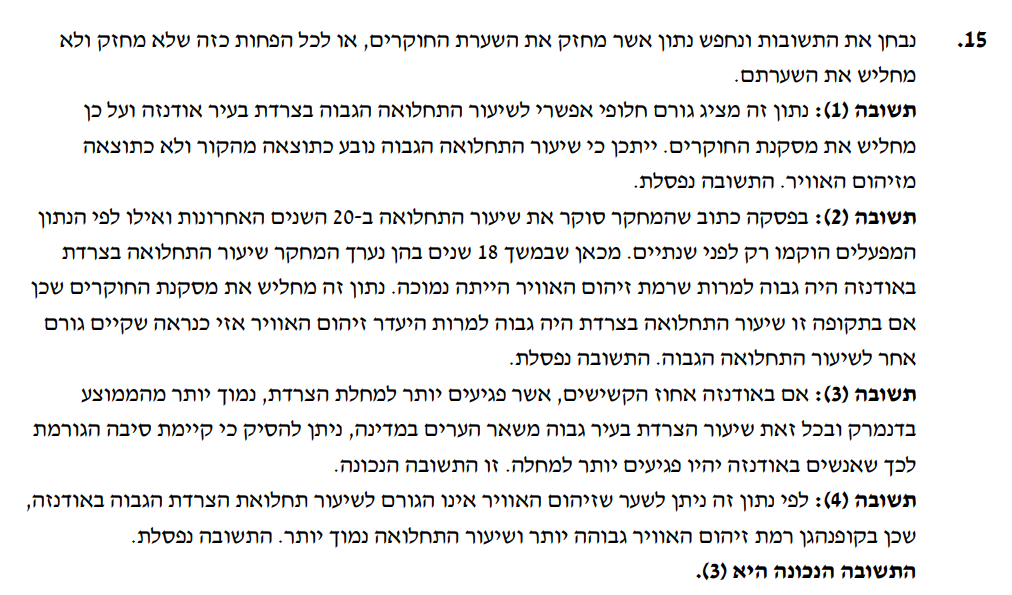 15. נבחן את התשובות ונחפש נתון אשר מחזק את השערת החוקרים, או לכל הפחות כזה שלא מחזק ולא
מחליש את השערתם.
תשובה (1): נתון זה מציג גורם חלופי אפשרי לשיעור התחלואה הגבוה בצרדת בעיר אודנזה ועל כן
מחליש את מסקנת החוקרים. ייתכן כי שיעור התחלואה הגבוה נובע כתוצאה מהקור ולא כתוצאה
מזיהום האוויר. התשובה נפסלת.
תשובה (2): בפסקה כתוב שהמחקר סוקר את שיעור התחלואה ב-20 השנים האחרונות ואילו לפי הנתון
המפעלים הוקמו רק לפני שנתיים. מכאן שבמשך 18 שנים בהן נערך המחקר שיעור התחלואה בצרדת
באודנזה היה גבוה למרות שרמת זיהום האוויר הייתה נמוכה. נתון זה מחליש את מסקנת החוקרים שכן
אם בתקופה זו שיעור התחלואה בצרדת היה גבוה למרות היעדר זיהום האוויר אזי כנראה שקיים גורם
אחר לשיעור התחלואה הגבוה. התשובה נפסלת.
תשובה (3): אם באודנזה אחוז הקשישים, אשר פגיעים יותר למחלת הצרדת, נמוך יותר מהממוצע
בדנמרק ובכל זאת שיעור הצרדת בעיר גבוה משאר הערים במדינה, ניתן להסיק כי קיימת סיבה הגורמת
לכך שאנשים באודנזה יהיו פגיעים יותר למחלה. זו התשובה הנכונה.
תשובה (4): לפי נתון זה ניתן לשער שזיהום האוויר אינו הגורם לשיעור תחלואת הצרדת הגבוה באודנזה,
שכן בקופנהגן רמת זיהום האוויר גבוהה יותר ושיעור התחלואה נמוך יותר. התשובה נפסלת.
התשובה הנכונה היא (3).